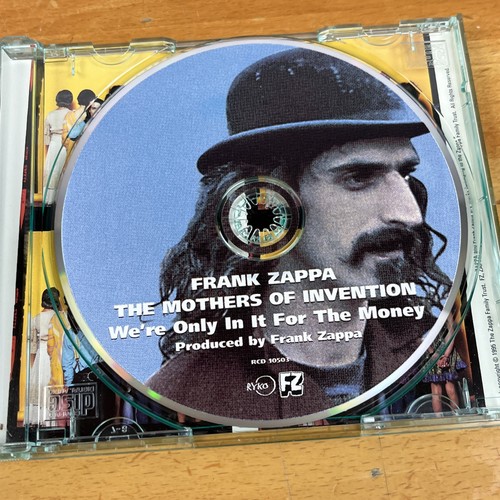 FRANK ZAPPA
THE MOTHERS OF INVENTION
We're Only In It For The Money
Produced by Frank Zappa
RCD 10503
RYKO
FZ